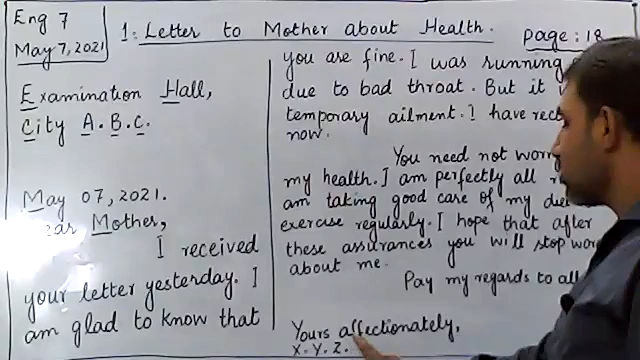 Eng 7
May 7, 2021
1: Letter to Mother about Health.
page: 18
Examination Hall,
City A.B.C.
May 07, 2021.
Mother,
I received
your letter yesterday. I
am glad to know that
you are fine. I was running
due to bad throat. But it
temporary ailment. I have
now.
You need not
my health. I am perfectly all
am taking good care of my
exercise regularly. I hope that after
these assurances you will stop
about me.
Pay my regards to all
Yours affectionately,
X.Y.Z.